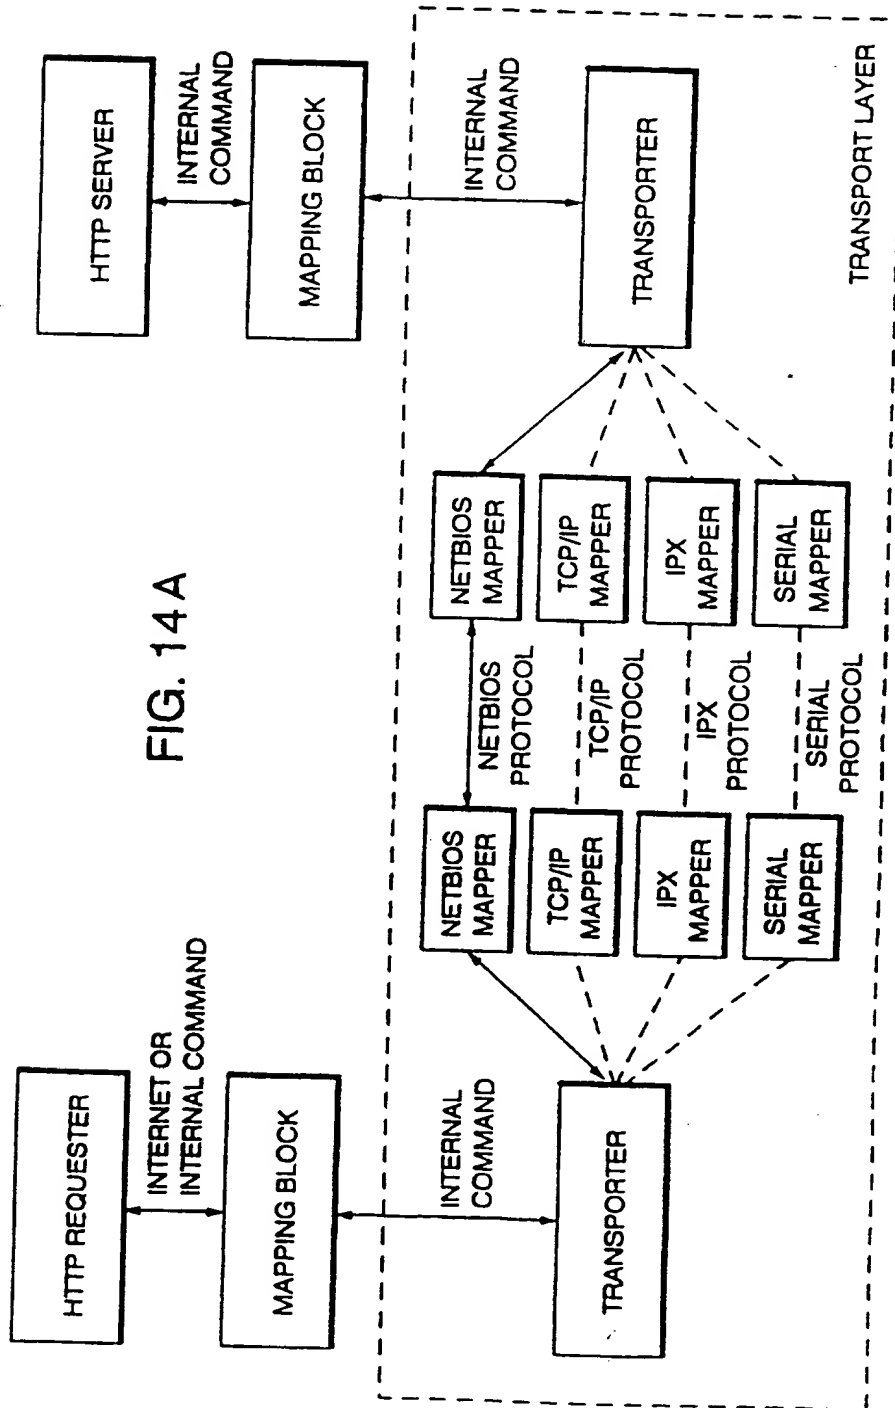 FIG. 14 A
HTTP REQUESTER
INTERNET OR
INTERNAL COMMAND
MAPPING BLOCK
INTERNAL
COMMAND
TRANSPORTER
NETBIOS
MAPPER
TCP/IP
MAPPER
IPX
MAPPER
SERIAL
MAPPER
NETBIOS
PROTOCOL
TCP/IP
PROTOCOL
IPX
PROTOCOL
SERIAL
PROTOCOL
NETBIOS
MAPPER
TCP/IP
MAPPER
IPX
MAPPER
SERIAL
MAPPER
HTTP SERVER
INTERNAL
COMMAND
MAPPING BLOCK
INTERNAL
COMMAND
TRANSPORTER
TRANSPORT LAYER